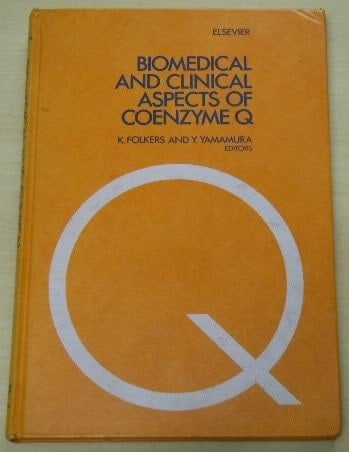 ELSEVIER
BIOMEDICAL
AND CLINICAL
ASPECTS OF
COENZYME Q
K. FOLKERS AND Y. YAMAMURA
EDITORS
Q